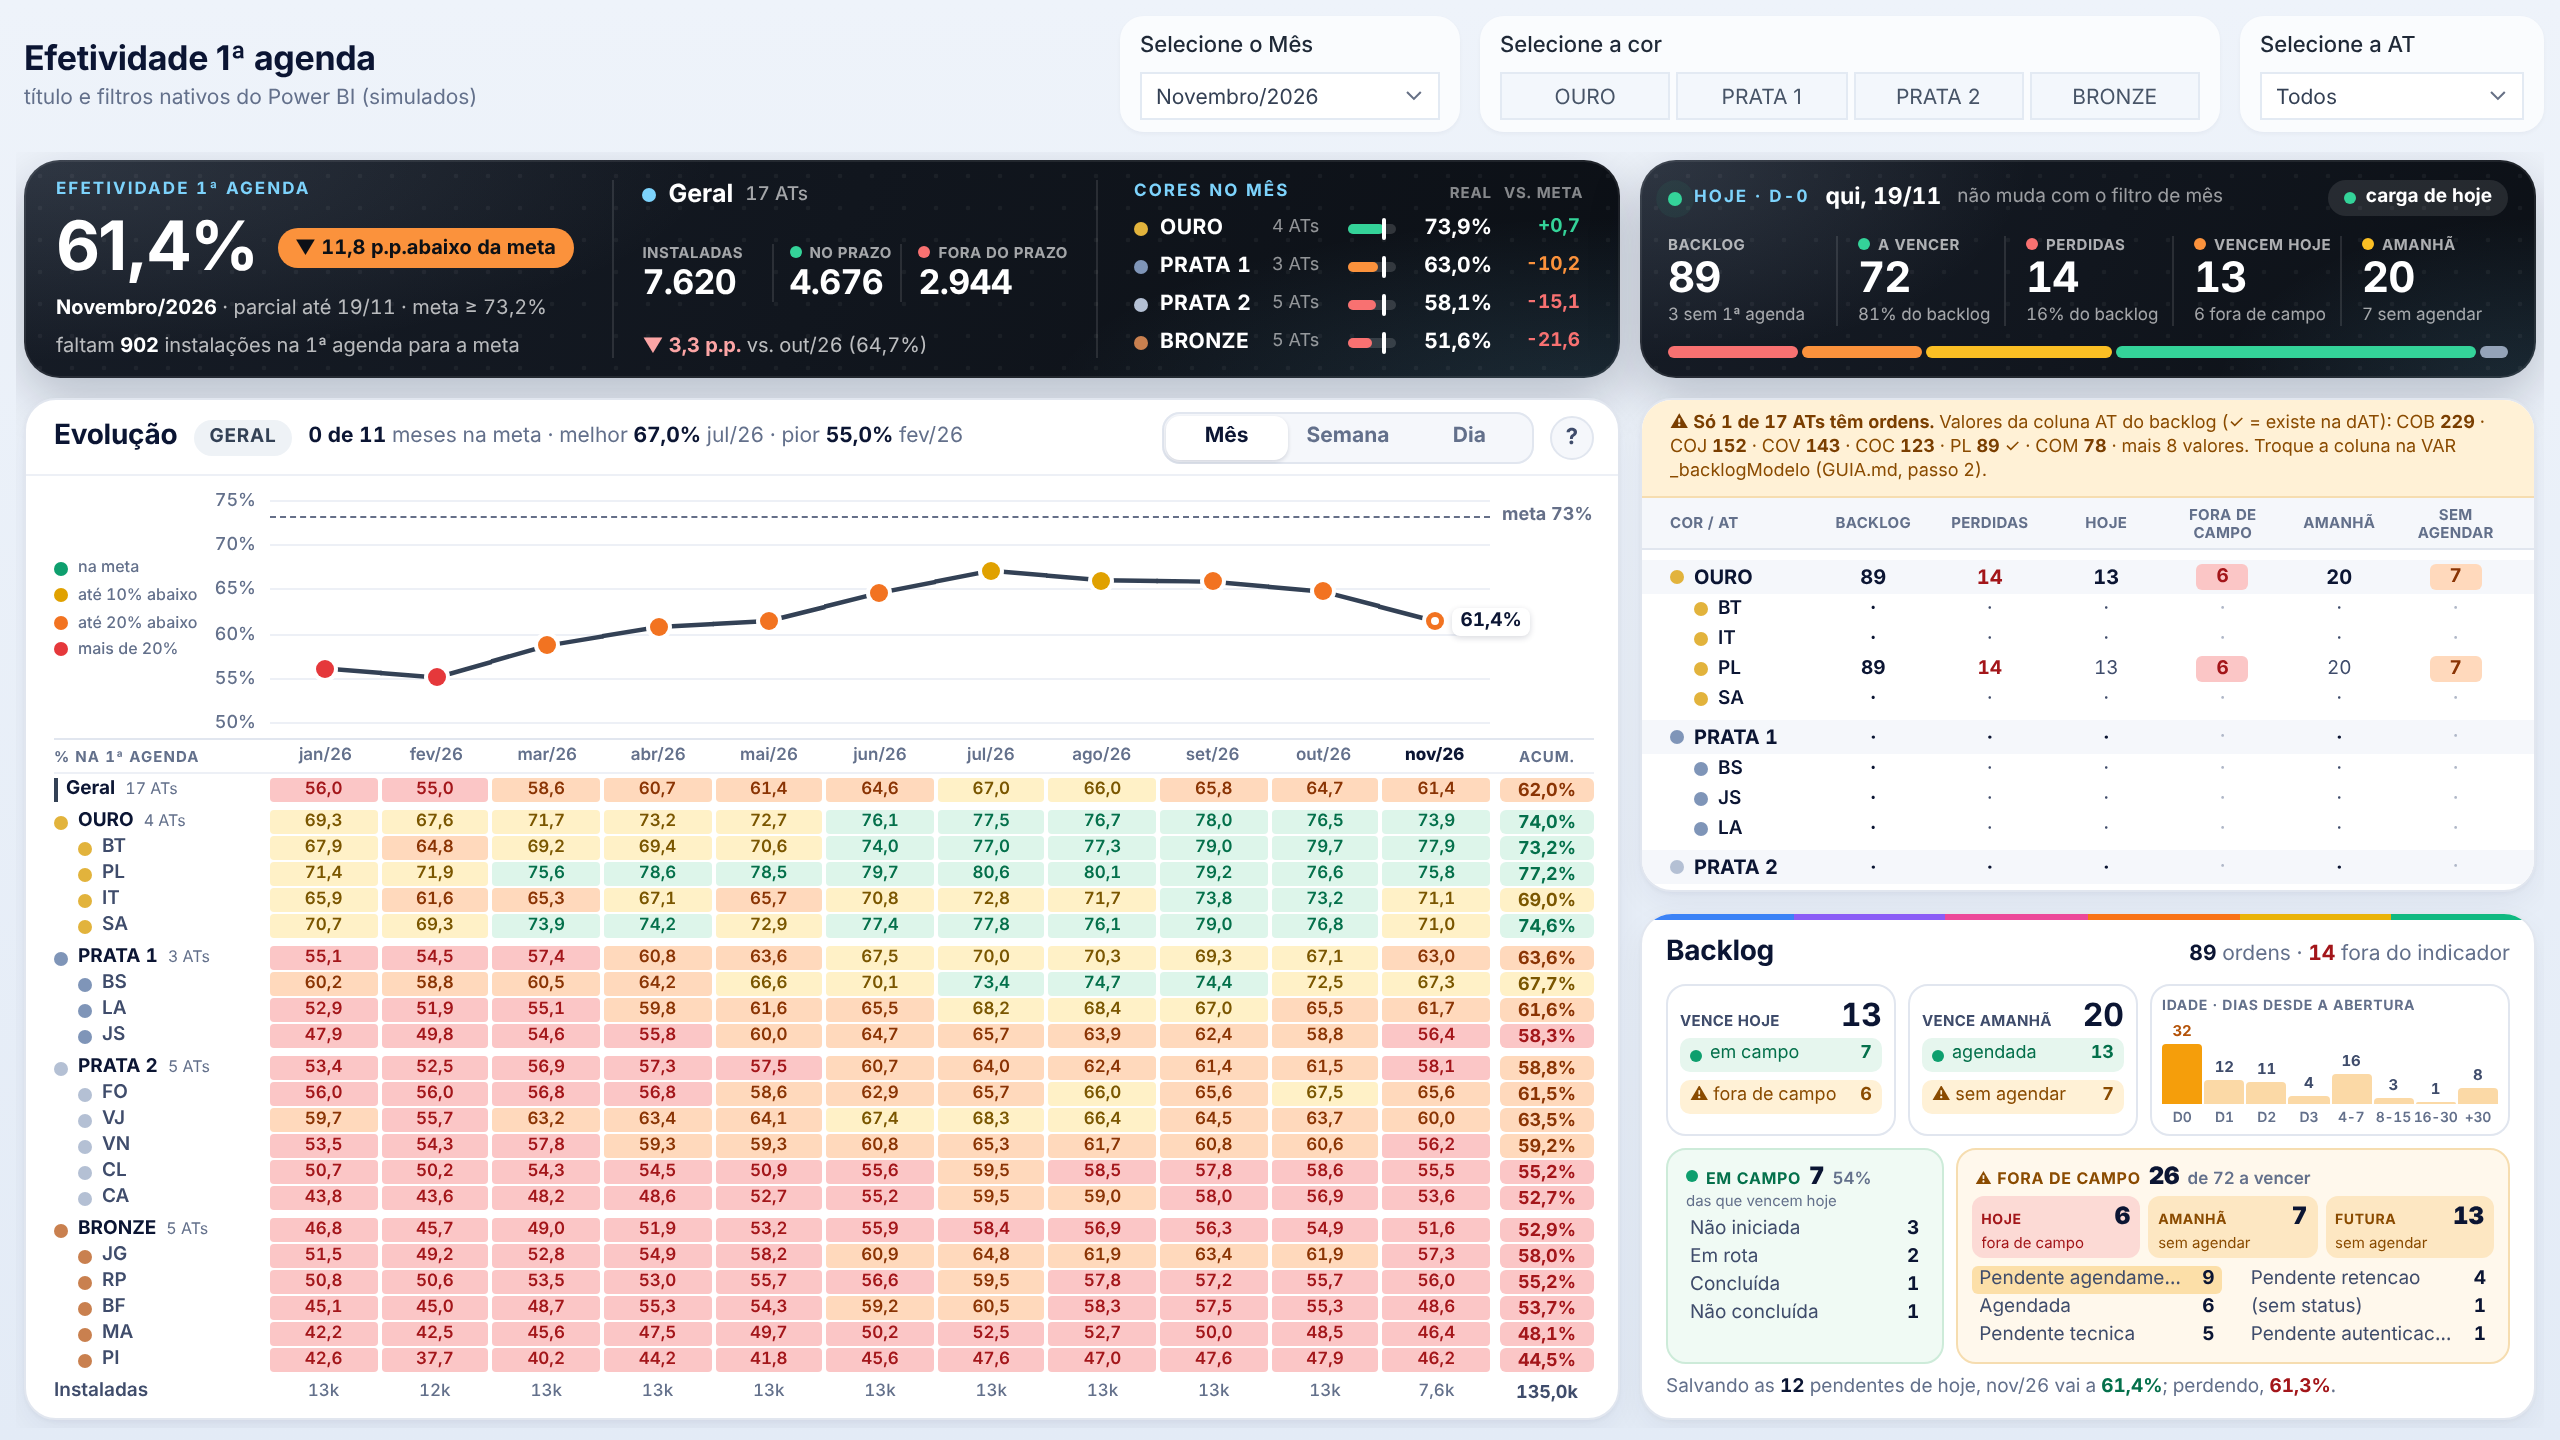 Efetividade 1ª agenda
título e filtros nativos do Power BI (simulados)
Selecione o Mês
Novembro/2026
Selecione a cor
OURO PRATA 1 PRATA 2 BRONZE
Selecione a AT
Todos
EFETIVIDADE 1ª AGENDA
61,4% ▼ 11,8 p.p.abaixo da meta
Novembro/2026 · parcial até 19/11 · meta ≥ 73,2%
faltam 902 instalações na 1ª agenda para a meta
Geral 17 ATs
INSTALADAS NO PRAZO FORA DO PRAZO
7.620 4.676 2.944
▼ 3,3 p.p. vs. out/26 (64,7%)
CORES NO MÊS REAL VS. META
OURO 4 ATs 73,9% +0,7
PRATA 1 3 ATs 63,0% -10,2
PRATA 2 5 ATs 58,1% -15,1
BRONZE 5 ATs 51,6% -21,6
HOJE · D-0 qui, 19/11 não muda com o filtro de mês carga de hoje
BACKLOG A VENCER PERDIDAS VENCEM HOJE AMANHÃ
89 72 14 13 20
3 sem 1ª agenda 81% do backlog 16% do backlog 6 fora de campo 7 sem agendar
Evolução GERAL 0 de 11 meses na meta · melhor 67,0% jul/26 · pior 55,0% fev/26
Mês Semana Dia ?
75%
70%
65%
60%
55%
50%
meta 73%
na meta
até 10% abaixo
até 20% abaixo
mais de 20%
61,4%
% NA 1ª AGENDA jan/26 fev/26 mar/26 abr/26 mai/26 jun/26 jul/26 ago/26 set/26 out/26 nov/26 ACUM.
Geral 17 ATs 56,0 55,0 58,6 60,7 61,4 64,6 67,0 66,0 65,8 64,7 61,4 62,0%
OURO 4 ATs 69,3 67,6 71,7 73,2 72,7 76,1 77,5 76,7 78,0 76,5 73,9 74,0%
BT 67,9 64,8 69,2 69,4 70,6 74,0 77,0 77,3 79,0 79,7 77,9 73,2%
PL 71,4 71,9 75,6 78,6 78,5 79,7 80,6 80,1 79,2 76,6 75,8 77,2%
IT 65,9 61,6 65,3 67,1 65,7 70,8 72,8 71,7 73,8 73,2 71,1 69,0%
SA 70,7 69,3 73,9 74,2 72,9 77,4 77,8 76,1 79,0 76,8 71,0 74,6%
PRATA 1 3 ATs 55,1 54,5 57,4 60,8 63,6 67,5 70,0 70,3 69,3 67,1 63,0 63,6%
BS 60,2 58,8 60,5 64,2 66,6 70,1 73,4 74,7 74,4 72,5 67,3 67,7%
LA 52,9 51,9 55,1 59,8 61,6 65,5 68,2 68,4 67,0 65,5 61,7 61,6%
JS 47,9 49,8 54,6 55,8 60,0 64,7 65,7 63,9 62,4 58,8 56,4 58,3%
PRATA 2 5 ATs 53,4 52,5 56,9 57,3 57,5 60,7 64,0 62,4 61,4 61,5 58,1 58,8%
FO 56,0 56,0 56,8 56,8 58,6 62,9 65,7 66,0 65,6 67,5 65,6 61,5%
VJ 59,7 55,7 63,2 63,4 64,1 67,4 68,3 66,4 64,5 63,7 60,0 63,5%
VN 53,5 54,3 57,8 59,3 59,3 60,8 65,3 61,7 60,8 60,6 56,2 59,2%
CL 50,7 50,2 54,3 54,5 50,9 55,6 59,5 58,5 57,8 58,6 55,5 55,2%
CA 43,8 43,6 48,2 48,6 52,7 55,2 59,5 59,0 58,0 56,9 53,6 52,7%
BRONZE 5 ATs 46,8 45,7 49,0 51,9 53,2 55,9 58,4 56,9 56,3 54,9 51,6 52,9%
JG 51,5 49,2 52,8 54,9 58,2 60,9 64,8 61,9 63,4 61,9 57,3 58,0%
RP 50,8 50,6 53,5 53,0 55,7 56,6 59,5 57,8 57,2 55,7 56,0 55,2%
BF 45,1 45,0 48,7 55,3 54,3 59,2 60,5 58,3 57,5 55,3 48,6 53,7%
MA 42,2 42,5 45,6 47,5 49,7 50,2 52,5 52,7 50,0 48,5 46,4 48,1%
PI 42,6 37,7 40,2 44,2 41,8 45,6 47,6 47,0 47,6 47,9 46,2 44,5%
Instaladas 13k 12k 13k 13k 13k 13k 13k 13k 13k 13k 7,6k 135,0k
⚠ Só 1 de 17 ATs têm ordens. Valores da coluna AT do backlog (✓ = existe na dAT): COB 229 ·
COJ 152 · COV 143 · COC 123 · PL 89 ✓ · COM 78 · mais 8 valores. Troque a coluna na VAR
_backlogModelo (GUIA.md, passo 2).
COR / AT BACKLOG PERDIDAS HOJE FORA DE CAMPO AMANHÃ SEM AGENDAR
OURO 89 14 13 6 20 7
BT · · · · · ·
IT · · · · · ·
PL 89 14 13 6 20 7
SA · · · · · ·
PRATA 1 · · · · · ·
BS · · · · · ·
JS · · · · · ·
LA · · · · · ·
PRATA 2 · · · · · ·
Backlog 89 ordens · 14 fora do indicador
VENCE HOJE 13
em campo 7
⚠ fora de campo 6
VENCE AMANHÃ 20
agendada 13
⚠ sem agendar 7
IDADE · DIAS DESDE A ABERTURA
32 12 11 4 16 3 1 8
D0 D1 D2 D3 4-7 8-15 16-30 +30
EM CAMPO 7 54%
das que vencem hoje
Não iniciada 3
Em rota 2
Concluída 1
Não concluída 1
⚠ FORA DE CAMPO 26 de 72 a vencer
HOJE 6 AMANHÃ 7 FUTURA 13
fora de campo sem agendar sem agendar
Pendente agendame... 9 Pendente retencao 4
Agendada 6 (sem status) 1
Pendente tecnica 5 Pendente autenticac... 1
Salvando as 12 pendentes de hoje, nov/26 vai a 61,4%; perdendo, 61,3%.